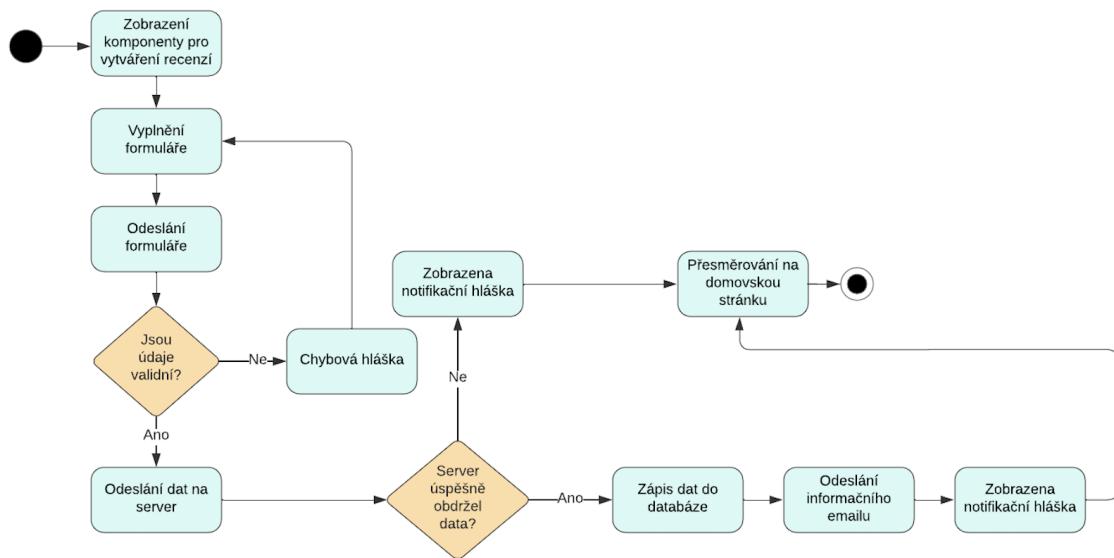 Zobrazení
komponenty pro
vytváření recenzí
Vyplnění
formuláře
Odeslání
formuláře
Jsou
údaje
validní?
Ne
Chybová hláška
Ano
Odeslání dat na
server
Server
úspěšně
obdržel
data?
Ne
Zobrazena
notifikační hláška
Přesměrování na
domovskou
stránku
Ano
Zápis dat do
databáze
Odeslání
informačního
emailu
Zobrazena
notifikační hláška